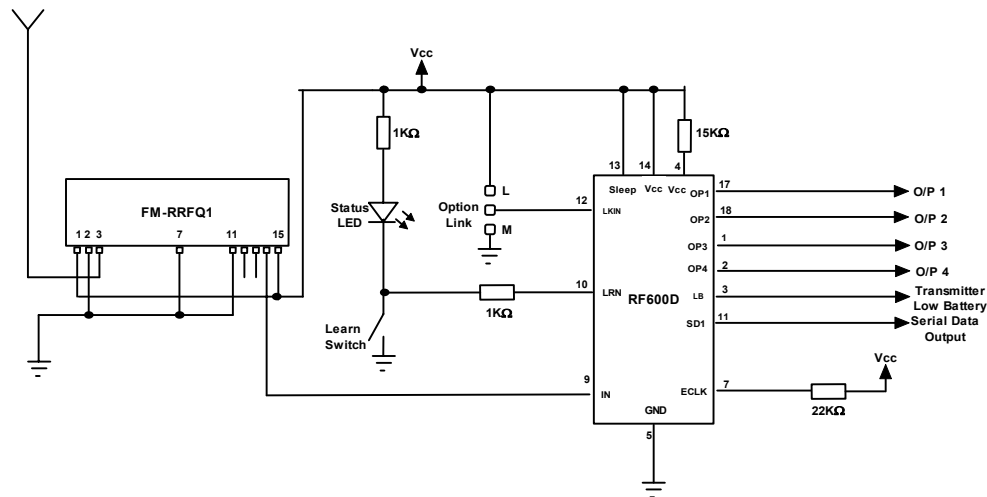 Vcc
1KΩ
15KΩ
13
14
4
Sleep
Vcc
Vcc
FM-RRFQ1
1
2
3
7
11
15
Status
LED
Option
Link
L
M
12
LKIN
OP1
17
O/P 1
OP2
18
O/P 2
OP3
1
O/P 3
OP4
2
O/P 4
10
LRN
RF600D
LB
3
Transmitter
Low Battery
1KΩ
SD1
11
Serial Data
Output
Learn
Switch
Vcc
9
IN
ECLK
7
22KΩ
GND
5